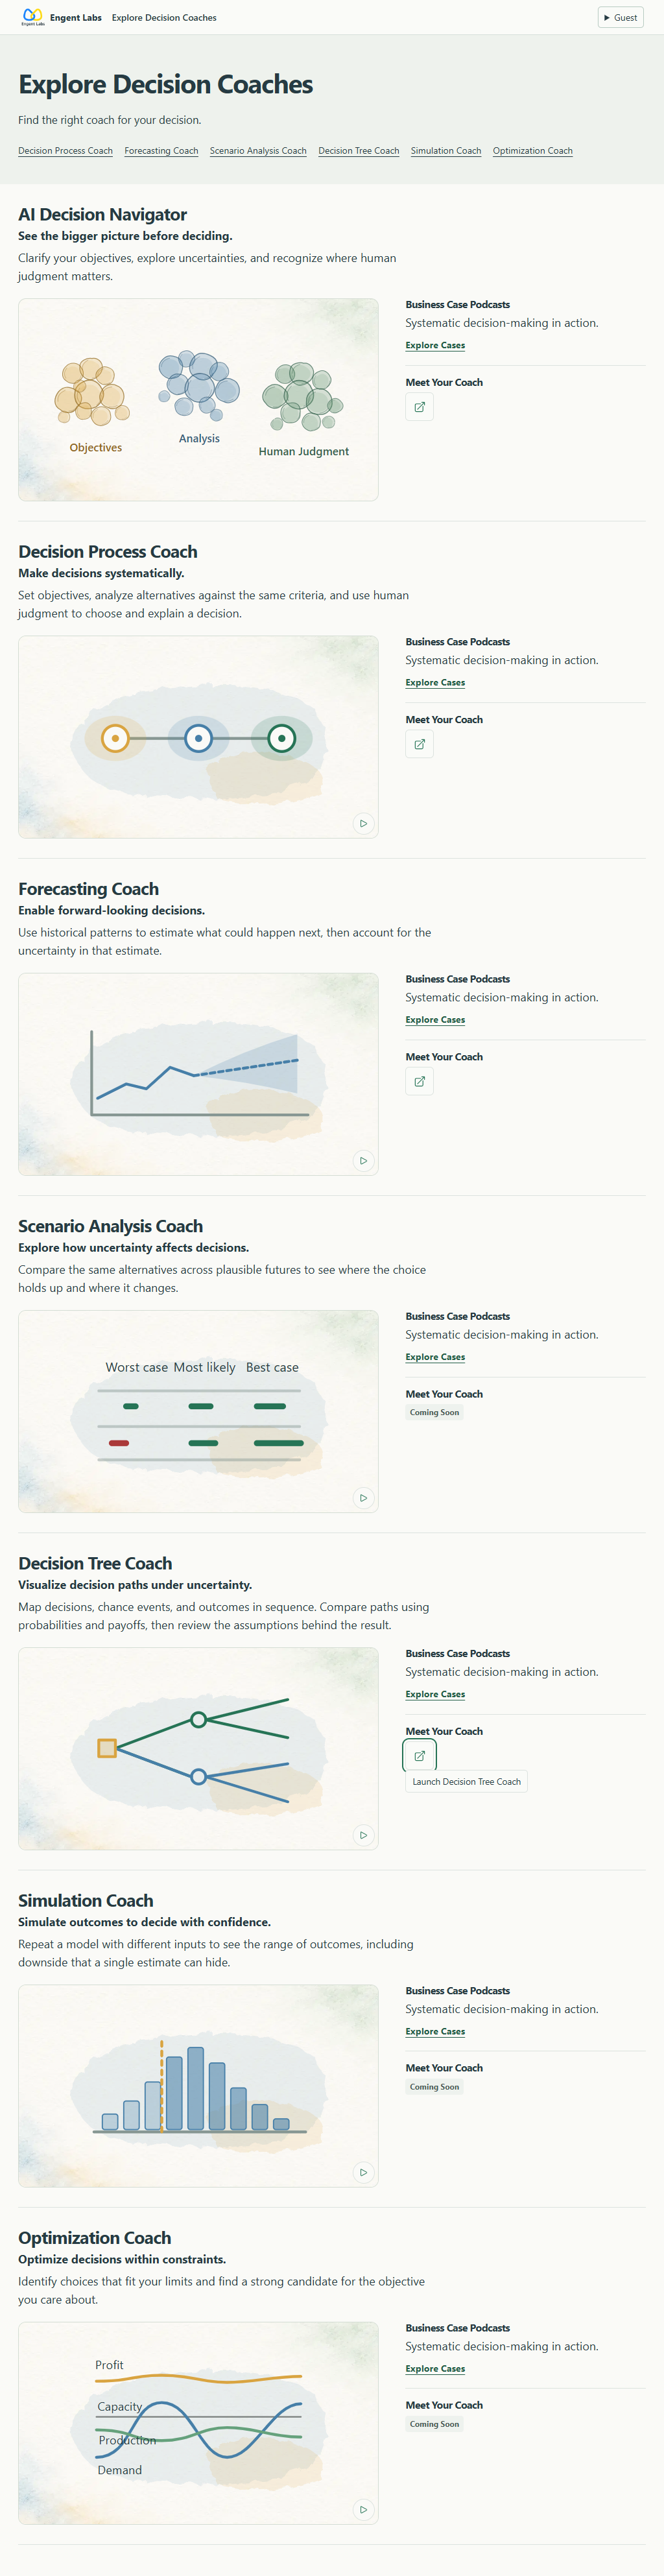 Engent Labs
Engent Labs Explore Decision Coaches
Guest
Explore Decision Coaches
Find the right coach for your decision.
Decision Process Coach Forecasting Coach Scenario Analysis Coach Decision Tree Coach Simulation Coach Optimization Coach
AI Decision Navigator
See the bigger picture before deciding.
Clarify your objectives, explore uncertainties, and recognize where human
judgment matters.
Objectives
Analysis
Human Judgment
Business Case Podcasts
Systematic decision-making in action.
Explore Cases
Meet Your Coach
Decision Process Coach
Make decisions systematically.
Set objectives, analyze alternatives against the same criteria, and use human
judgment to choose and explain a decision.
Business Case Podcasts
Systematic decision-making in action.
Explore Cases
Meet Your Coach
Forecasting Coach
Enable forward-looking decisions.
Use historical patterns to estimate what could happen next, then account for the
uncertainty in that estimate.
Business Case Podcasts
Systematic decision-making in action.
Explore Cases
Meet Your Coach
Scenario Analysis Coach
Explore how uncertainty affects decisions.
Compare the same alternatives across plausible futures to see where the choice
holds up and where it changes.
Worst case Most likely Best case
Business Case Podcasts
Systematic decision-making in action.
Explore Cases
Meet Your Coach
Coming Soon
Decision Tree Coach
Visualize decision paths under uncertainty.
Map decisions, chance events, and outcomes in sequence. Compare paths using
probabilities and payoffs, then review the assumptions behind the result.
Business Case Podcasts
Systematic decision-making in action.
Explore Cases
Meet Your Coach
Launch Decision Tree Coach
Simulation Coach
Simulate outcomes to decide with confidence.
Repeat a model with different inputs to see the range of outcomes, including
downside that a single estimate can hide.
Business Case Podcasts
Systematic decision-making in action.
Explore Cases
Meet Your Coach
Coming Soon
Optimization Coach
Optimize decisions within constraints.
Identify choices that fit your limits and find a strong candidate for the objective
you care about.
Profit
Capacity
Production
Demand
Business Case Podcasts
Systematic decision-making in action.
Explore Cases
Meet Your Coach
Coming Soon